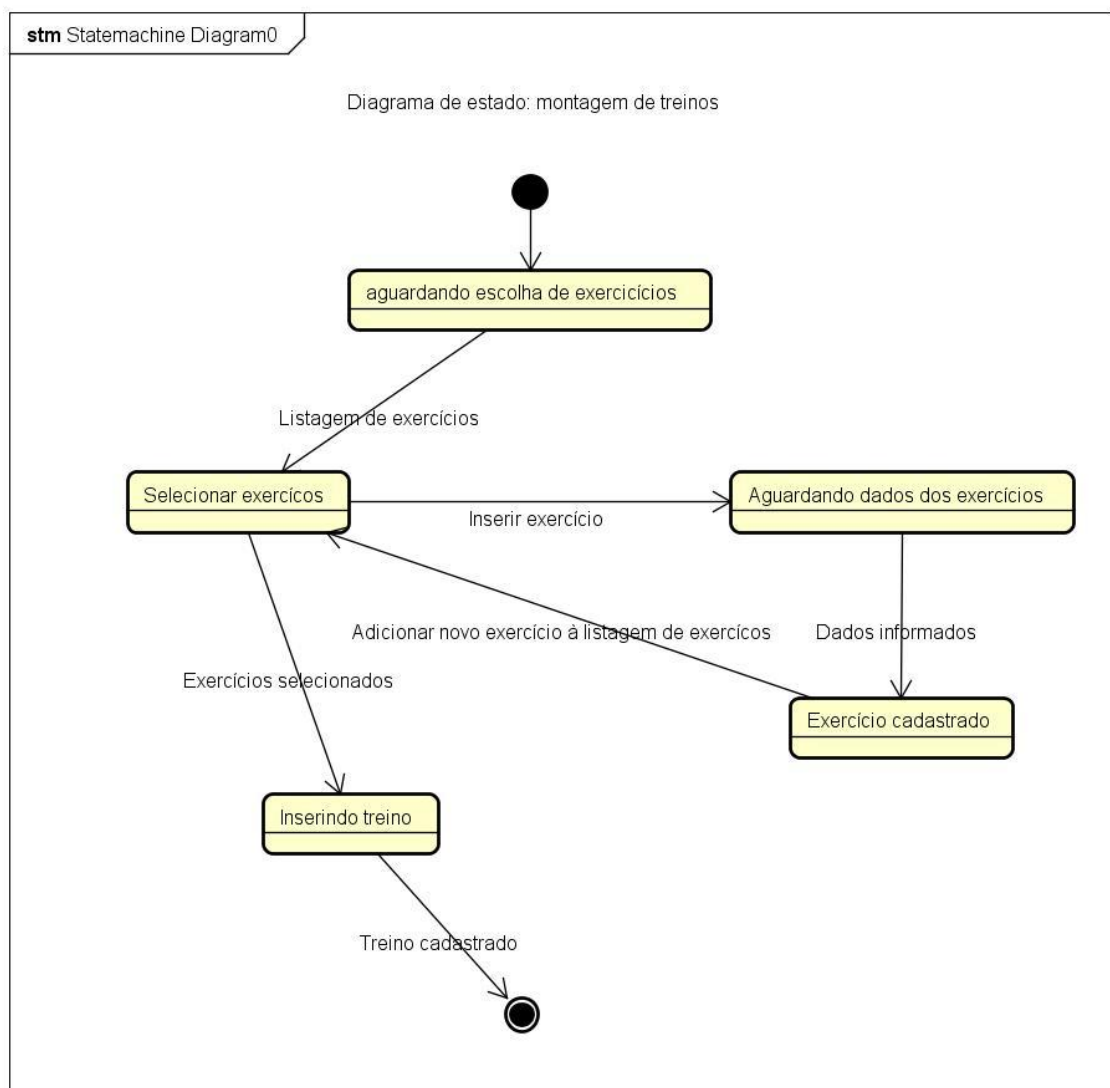 stm Statemachine Diagram0
Diagrama de estado: montagem de treinos
aguardando escolha de exercicícios
Listagem de exercícios
Selecionar exercícos
Aguardando dados dos exercícios
Inserir exercício
Adicionar novo exercício à listagem de exercícos
Dados informados
Exercícios selecionados
Exercício cadastrado
Inserindo treino
Treino cadastrado